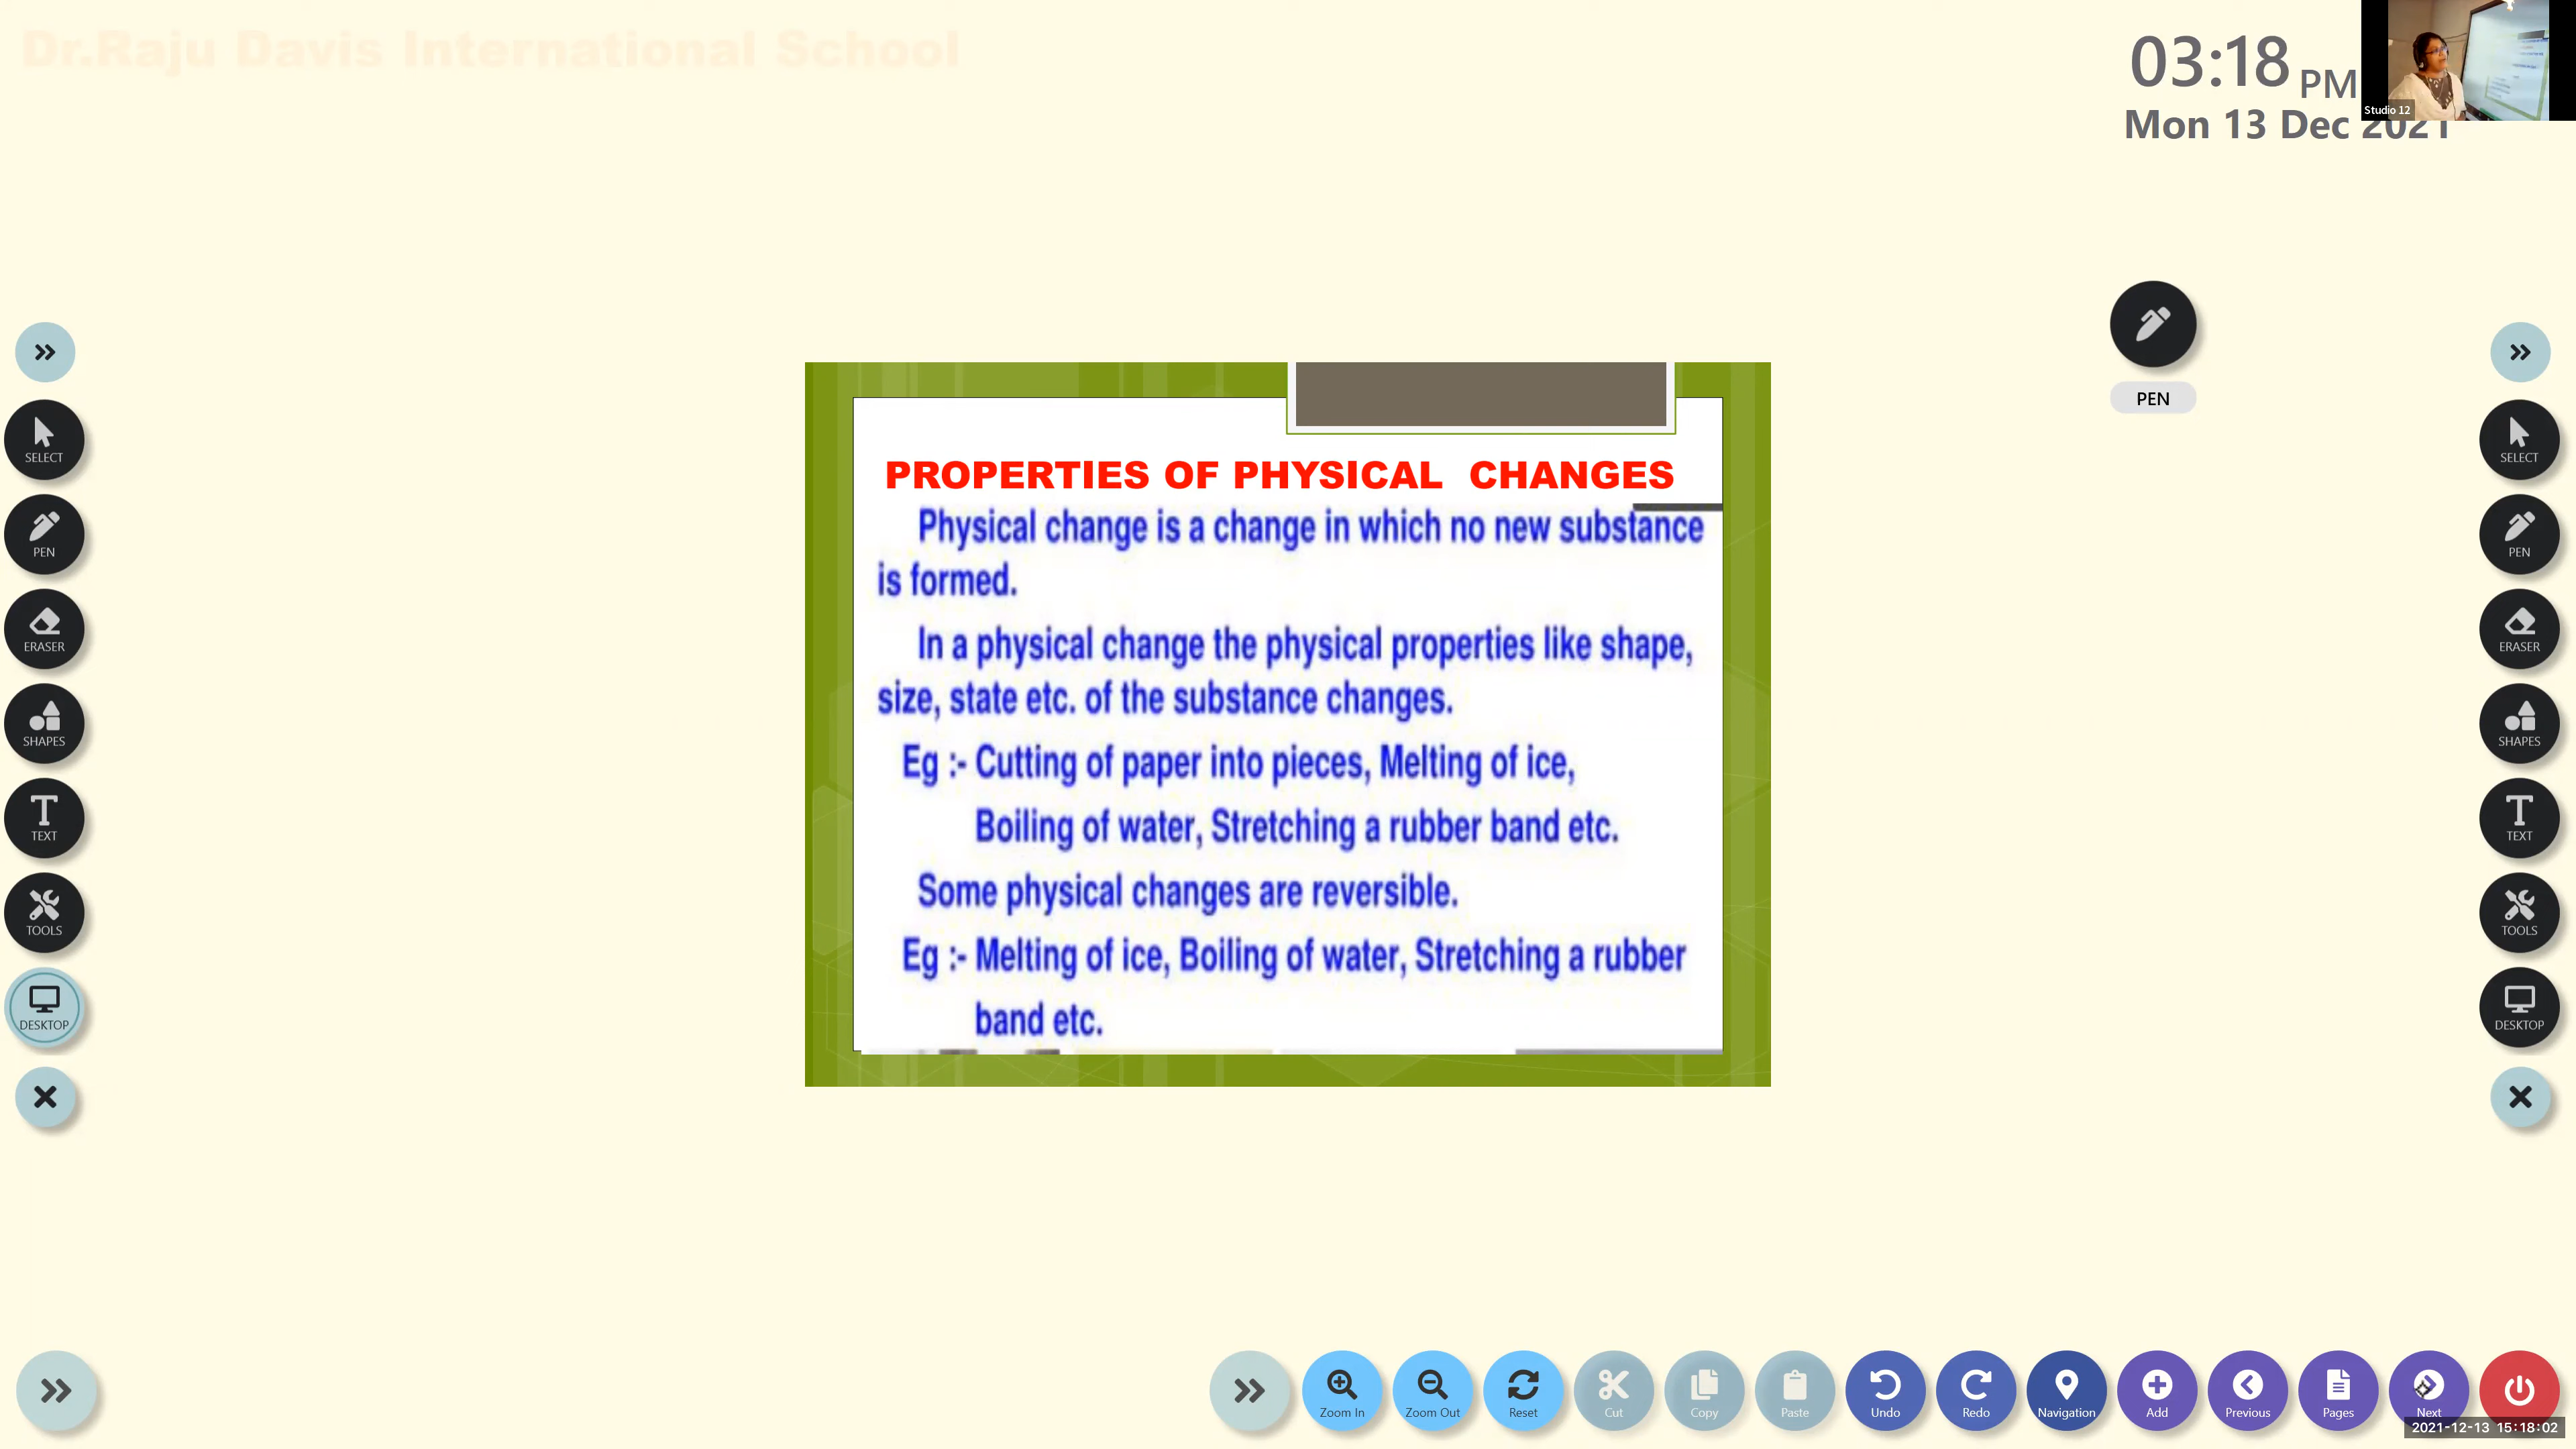 Dr.Raju Davis International School
03:18 PM
Mon 13 Dec 2021
Studio 12
PEN
SELECT
PEN
ERASER
SHAPES
TEXT
TOOLS
DESKTOP
PROPERTIES OF PHYSICAL CHANGES
Physical change is a change in which no new substance
is formed.
In a physical change the physical properties like shape,
size, state etc. of the substance changes.
Eg :- Cutting of paper into pieces, Melting of ice,
Boiling of water, Stretching a rubber band etc.
Some physical changes are reversible.
Eg :- Melting of ice, Boiling of water, Stretching a rubber
band etc.
SELECT
PEN
ERASER
SHAPES
TEXT
TOOLS
DESKTOP
Zoom In Zoom Out Reset Cut Copy Paste Undo Redo Navigation Add Previous Pages Next
2021-12-13 15:18:02